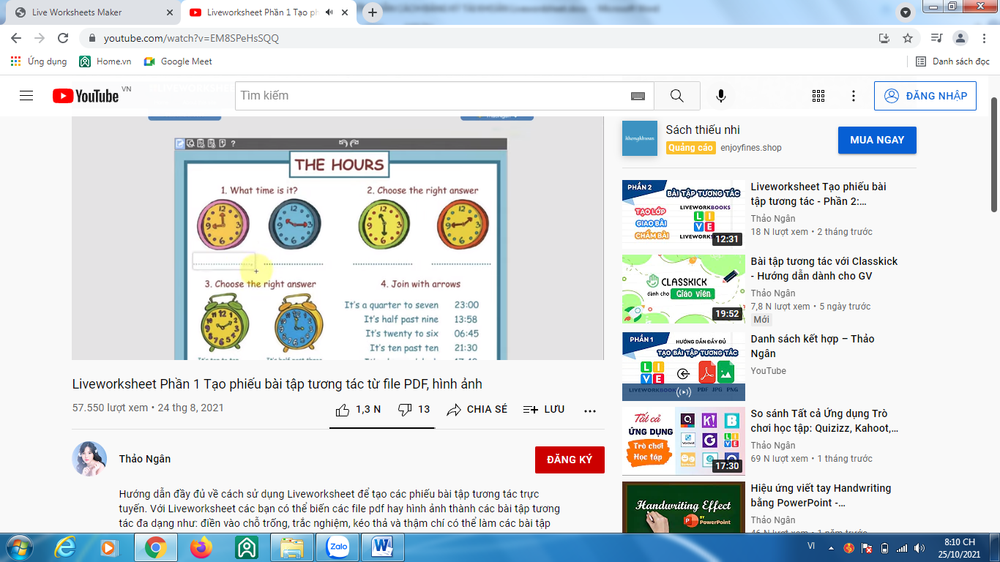 Live Worksheets Maker
Liveworksheet Phần 1 Tạo ph
youtube.com/watch?v=EM8SPeHsSQQ
Ứng dụng
Home.vn
Google Meet
Danh sách đọc
YouTube VN
Tìm kiếm
ĐĂNG NHẬP
THE HOURS
1. What time is it?
2. Choose the right answer
3. Choose the right answer
4. Join with arrows
It's a quarter to seven 23:00
It's half past nine 13:58
It's twenty to six 06:45
It's ten past ten 21:30
Liveworksheet Phần 1 Tạo phiếu bài tập tương tác từ file PDF, hình ảnh
57.550 lượt xem • 24 thg 8, 2021
1,3 N
13
CHIA SẺ
LƯU
Thảo Ngân
ĐĂNG KÝ
Hướng dẫn đầy đủ về cách sử dụng Liveworksheet để tạo các phiếu bài tập tương tác trực
tuyến. Với Liveworksheet các bạn có thể biến các file pdf hay hình ảnh thành các bài tập tương
tác đa dạng như: điền vào chỗ trống, trắc nghiệm, kéo thả và thậm chí có thể làm các bài tập
Sách thiếu nhi
Quảng cáo enjoyfines.shop
MUA NGAY
PHẦN 2
BÀI TẬP TƯƠNG TÁC
TẠO LỚP
GIAO BÀI
CHẤM BÀI
LIVEWORKBOOKS
LIVE
12:31
Liveworksheet Tạo phiếu bài
tập tương tác - Phần 2:...
Thảo Ngân
18 N lượt xem • 2 tháng trước
CLASSKICK
dành cho Giáo viên
19:52
Bài tập tương tác với Classkick
- Hướng dẫn dành cho GV
Thảo Ngân
7,8 N lượt xem • 5 ngày trước
Mới
PHẦN 1
HƯỚNG DẪN ĐẦY ĐỦ
TẠO BÀI TẬP TƯƠNG TÁC
LIVE
PDF JPG PNG
Danh sách kết hợp – Thảo
Ngân
YouTube
Tất cả
ỨNG DỤNG
Trò chơi
Học tập
17:30
So sánh Tất cả Ứng dụng Trò
chơi học tập: Quizizz, Kahoot,...
Thảo Ngân
69 N lượt xem • 1 tháng trước
Handwriting Effect
BY
POWERPOINT
Hiệu ứng viết tay Handwriting
bằng PowerPoint -...
Thảo Ngân
46 N lượt xem • 1 năm trước
Zalo
VI
8:10 CH
25/10/2021